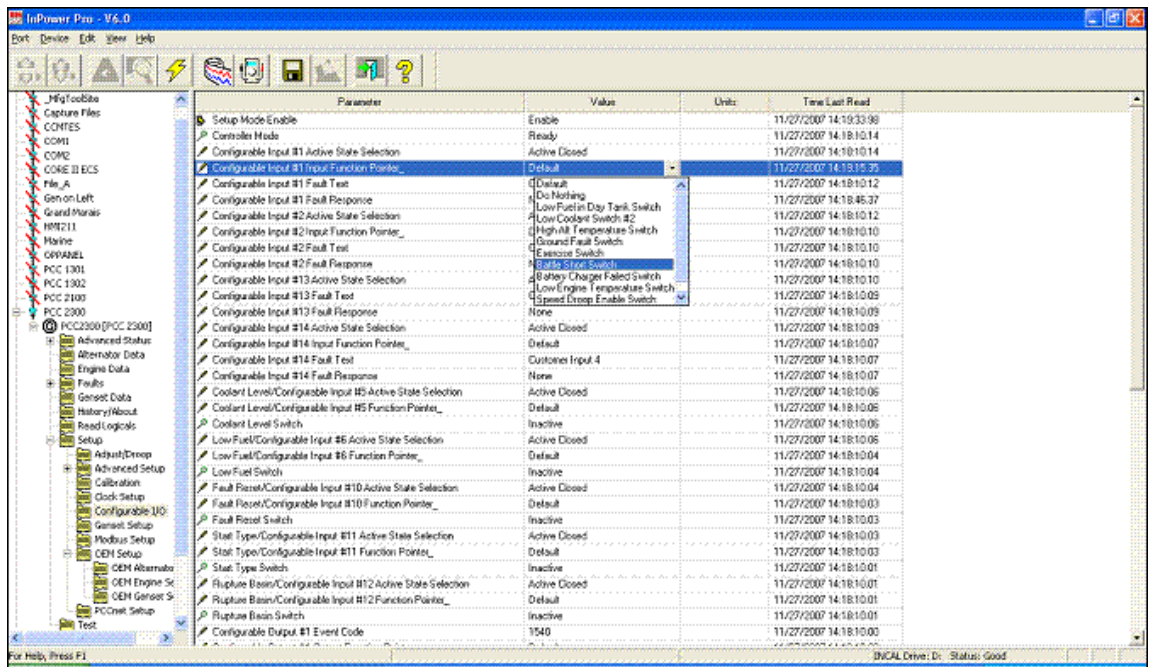 InPower Pro - V6.0
Port Device Edit View Help
_MfgToolSite
Capture Files
CCMTES
COM1
COM2
CORE II ECS
File_A
Gen on Left
Grand Marais
HMI211
Marine
OPPANEL
PCC 1301
PCC 1302
PCC 2100
PCC 2300
PCC2300 [PCC 2300]
Advanced Status
Alternator Data
Engine Data
Faults
Genset Data
History/About
Read Logicals
Setup
Adjust/Droop
Advanced Setup
Calibration
Clock Setup
Configurable I/O
Genset Setup
Modbus Setup
OEM Setup
OEM Alternato
OEM Engine Se
OEM Genset S
PCCnet Setup
Test
Parameter Value Units Time Last Read
Setup Mode Enable Enable 11/27/2007 14:19:33.98
Controller Mode Ready 11/27/2007 14:18:10.14
Configurable Input #1 Active State Selection Active Closed 11/27/2007 14:18:10.14
Configurable Input #1 Input Function Pointer_ Default 11/27/2007 14:19:15.35
Configurable Input #1 Fault Text 11/27/2007 14:18:10.12
Configurable Input #1 Fault Response 11/27/2007 14:18:46.37
Configurable Input #2 Active State Selection 11/27/2007 14:18:10.12
Configurable Input #2 Input Function Pointer_ 11/27/2007 14:18:10.10
Configurable Input #2 Fault Text 11/27/2007 14:18:10.10
Configurable Input #2 Fault Response 11/27/2007 14:18:10.10
Configurable Input #13 Active State Selection 11/27/2007 14:18:10.10
Configurable Input #13 Fault Text 11/27/2007 14:18:10.09
Default
Do Nothing
Low Fuel in Day Tank Switch
Low Coolant Switch #2
High Alt Temperature Switch
Ground Fault Switch
Exercise Switch
Battle Short Switch
Battery Charger Failed Switch
Low Engine Temperature Switch
Speed Droop Enable Switch
Configurable Input #13 Fault Response None 11/27/2007 14:18:10.09
Configurable Input #14 Active State Selection Active Closed 11/27/2007 14:18:10.09
Configurable Input #14 Input Function Pointer_ Default 11/27/2007 14:18:10.07
Configurable Input #14 Fault Text Customer Input 4 11/27/2007 14:18:10.07
Configurable Input #14 Fault Response None 11/27/2007 14:18:10.07
Coolant Level/Configurable Input #5 Active State Selection Active Closed 11/27/2007 14:18:10.06
Coolant Level/Configurable Input #5 Function Pointer_ Default 11/27/2007 14:18:10.06
Coolant Level Switch Inactive 11/27/2007 14:18:10.06
Low Fuel/Configurable Input #6 Active State Selection Active Closed 11/27/2007 14:18:10.06
Low Fuel/Configurable Input #6 Function Pointer_ Default 11/27/2007 14:18:10.04
Low Fuel Switch Inactive 11/27/2007 14:18:10.04
Fault Reset/Configurable Input #10 Active State Selection Active Closed 11/27/2007 14:18:10.04
Fault Reset/Configurable Input #10 Function Pointer_ Default 11/27/2007 14:18:10.03
Fault Reset Switch Inactive 11/27/2007 14:18:10.03
Start Type/Configurable Input #11 Active State Selection Active Closed 11/27/2007 14:18:10.03
Start Type/Configurable Input #11 Function Pointer_ Default 11/27/2007 14:18:10.03
Start Type Switch Inactive 11/27/2007 14:18:10.01
Rupture Basin/Configurable Input #12 Active State Selection Active Closed 11/27/2007 14:18:10.01
Rupture Basin/Configurable Input #12 Function Pointer_ Default 11/27/2007 14:18:10.01
Rupture Basin Switch Inactive 11/27/2007 14:18:10.01
Configurable Output #1 Event Code 1540 11/27/2007 14:18:10.00
For Help, Press F1
INCAL Drive: D: Status: Good